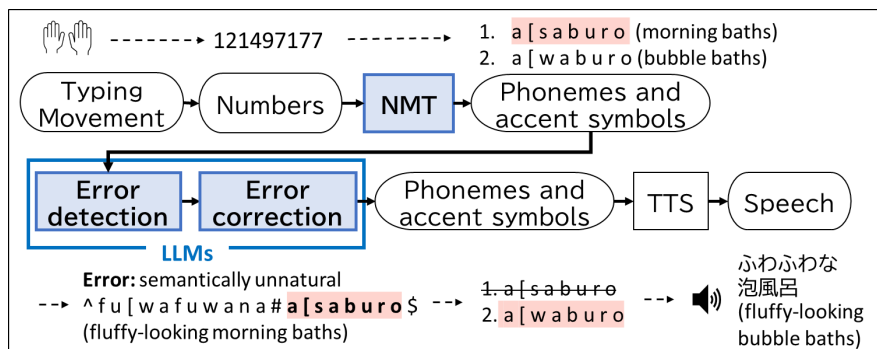 121497177
1. a [ s a b u r o (morning baths)
2. a [ w a b u r o (bubble baths)
Typing Movement
Numbers
NMT
Phonemes and accent symbols
Error detection
Error correction
LLMs
Phonemes and accent symbols
TTS
Speech
Error: semantically unnatural
^ f u [ w a f u w a n a # a [ s a b u r o $
(fluffy-looking morning baths)
1. a [ s a b u r o
2. a [ w a b u r o
ふわふわな
泡風呂
(fluffy-looking
bubble baths)